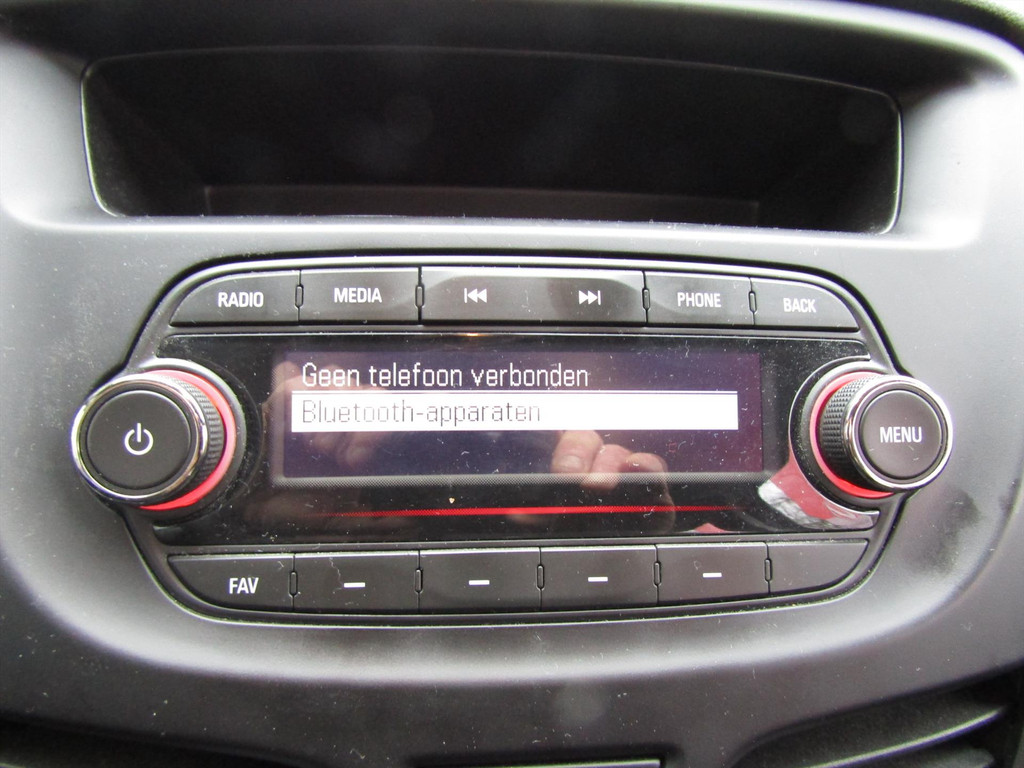 RADIO MEDIA PHONE BACK
Geen telefoon verbonden
Bluetooth-apparaten
MENU
FAV